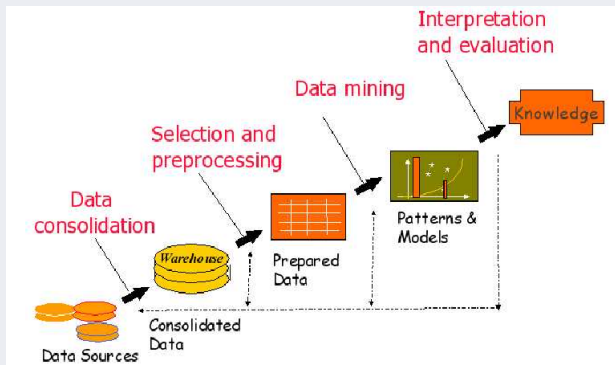 Interpretation
and evaluation
Data mining
Knowledge
Selection and
preprocessing
Data
consolidation
Patterns &
Models
Warehouse
Prepared
Data
Consolidated
Data
Data Sources